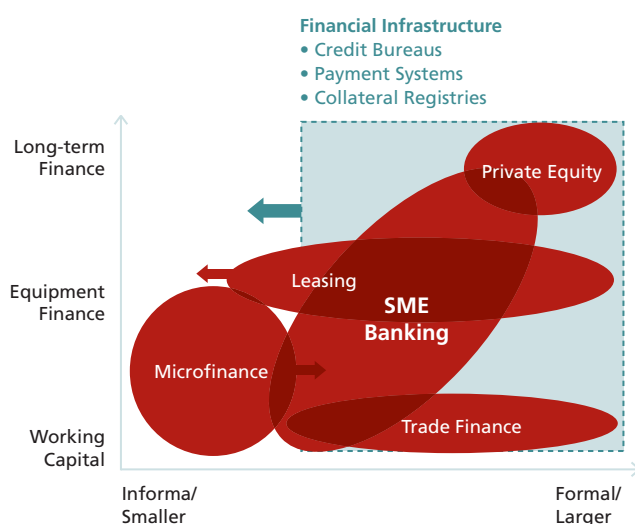 Financial Infrastructure
• Credit Bureaus
• Payment Systems
• Collateral Registries
Long-term
Finance
Private Equity
Equipment
Finance
Leasing
SME
Banking
Microfinance
Working
Capital
Trade Finance
Informa/
Smaller
Formal/
Larger